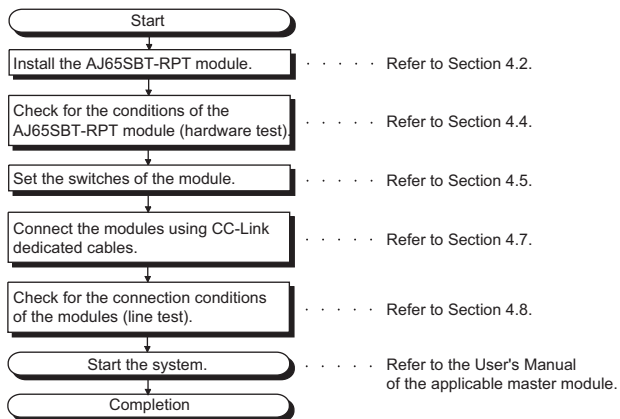 Start
Install the AJ65SBT-RPT module.
· · · · · Refer to Section 4.2.
Check for the conditions of the
AJ65SBT-RPT module (hardware test).
· · · · · Refer to Section 4.4.
Set the switches of the module.
· · · · · Refer to Section 4.5.
Connect the modules using CC-Link
dedicated cables.
· · · · · Refer to Section 4.7.
Check for the connection conditions
of the modules (line test).
· · · · · Refer to Section 4.8.
Start the system.
· · · · · Refer to the User's Manual
of the applicable master module.
Completion